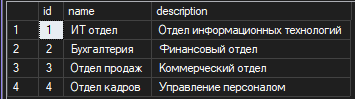 id name description
1 1 ИТ отдел Отдел информационных технологий
2 2 Бухгалтерия Финансовый отдел
3 3 Отдел продаж Коммерческий отдел
4 4 Отдел кадров Управление персоналом